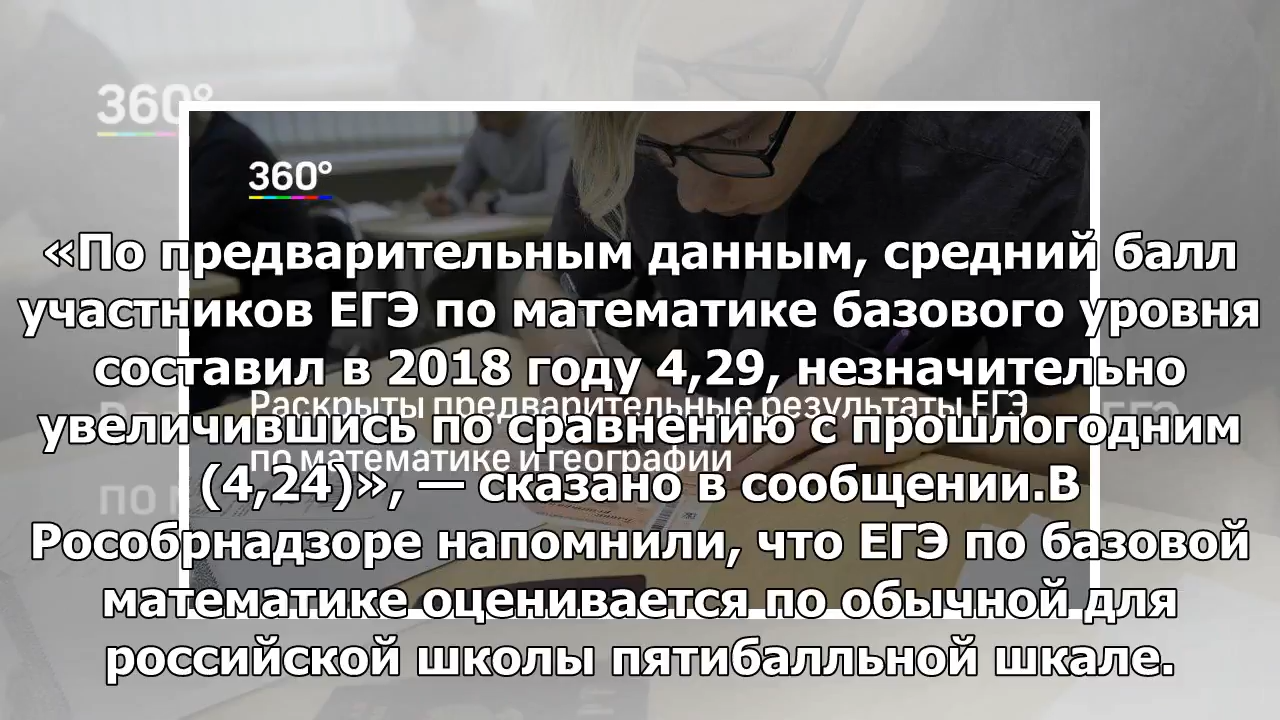 360°
360°
«По предварительным данным, средний балл
участников ЕГЭ по математике базового уровня
составил в 2018 году 4,29, незначительно
увеличившись по сравнению с прошлогодним
(4,24)», — сказано в сообщении.В
Рособрнадзоре напомнили, что ЕГЭ по базовой
математике оценивается по обычной для
российской школы пятибалльной шкале.
Раскрыты предварительные результаты ЕГЭ
по математике и географии